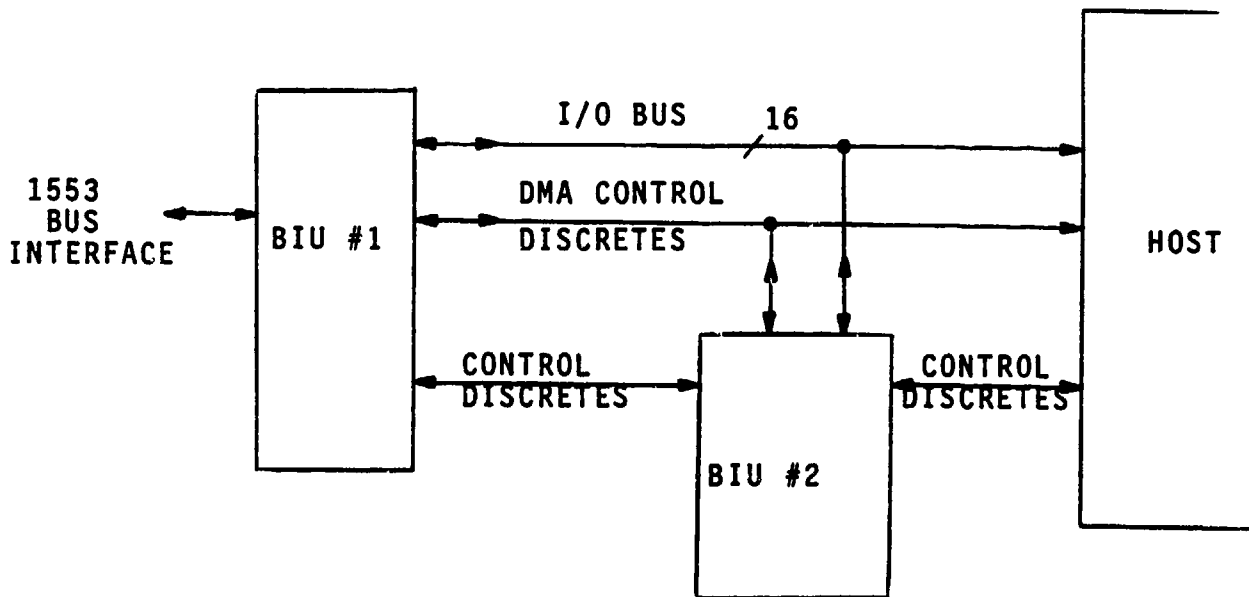 I/O BUS
16
1553
BUS
INTERFACE
BIU #1
DMA CONTROL
DISCRETES
HOST
CONTROL
DISCRETES
CONTROL
DISCRETES
BIU #2